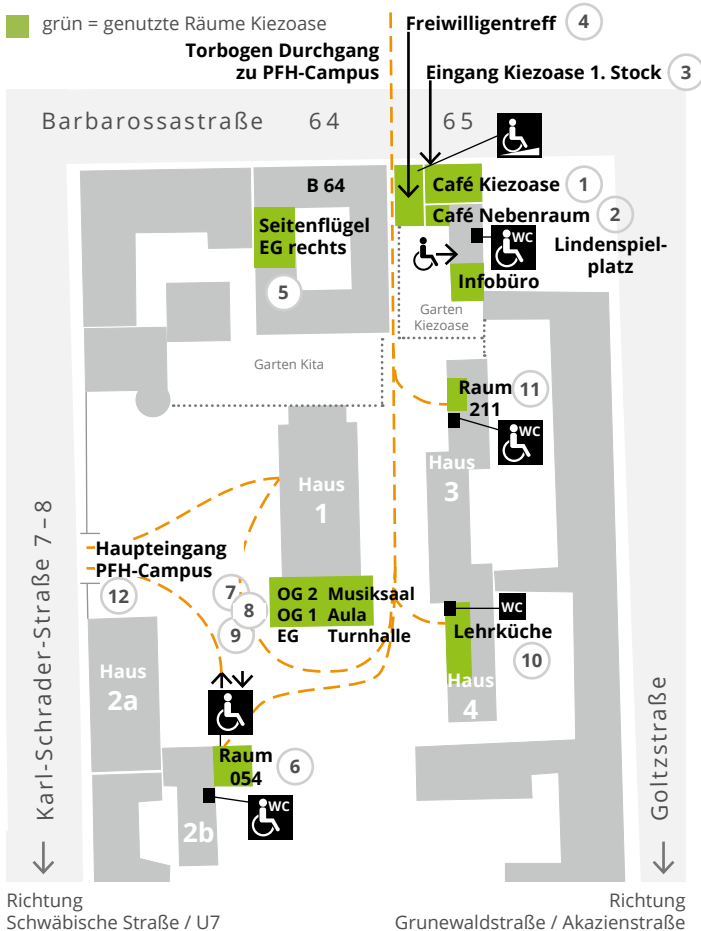 grün = genutzte Räume Kiezoase
Freiwilligentreff 4
Torbogen Durchgang
zu PFH-Campus
Eingang Kiezoase 1. Stock 3
Barbarossastraße 64 65
B 64
Café Kiezoase 1
Café Nebenraum 2
Seitenflügel
EG rechts
WC
Lindenspiel-
platz
Infobüro
5
Garten
Kiezoase
Garten Kita
Raum 11
211
WC
Haus
1
Haus
3
Karl-Schrader-Straße 7–8
Haupteingang
PFH-Campus
12
7
8
9
OG 2 Musiksaal
OG 1 Aula
EG Turnhalle
WC
Lehrküche
10
Haus
2a
Haus
4
Goltzstraße
Raum 6
054
WC
2b
Richtung
Schwäbische Straße / U7
Richtung
Grunewaldstraße / Akazienstraße